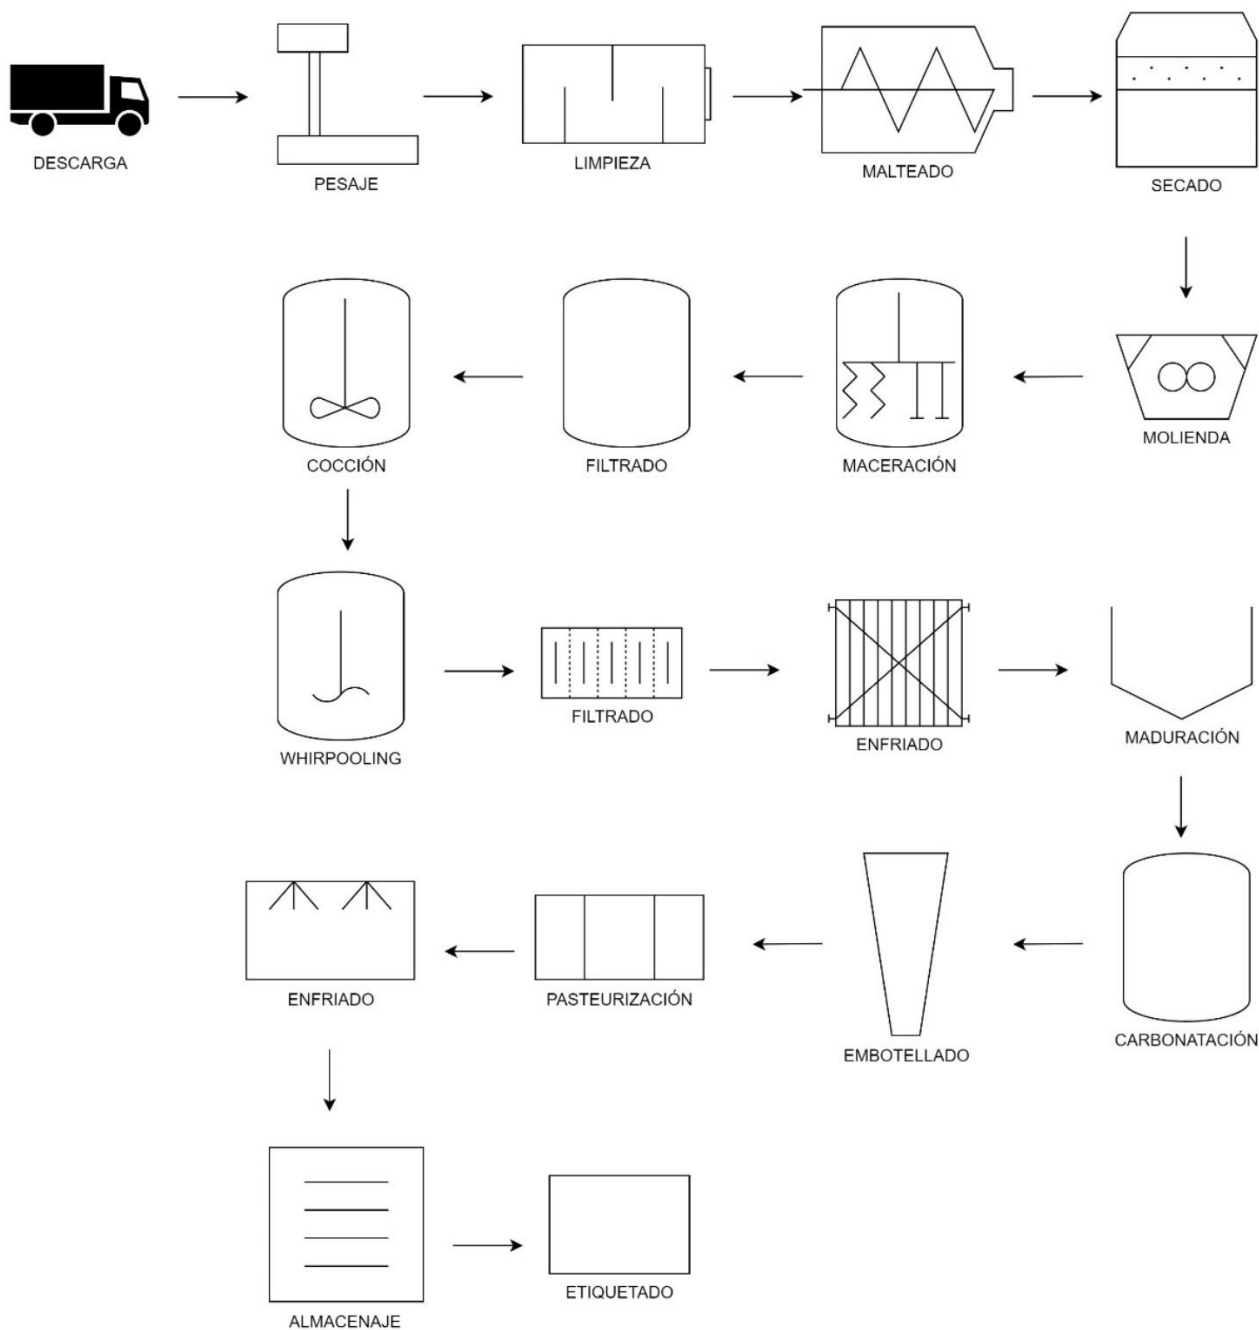 DESCARGA
PESAJE
LIMPIEZA
MALTEADO
SECADO
COCCIÓN
FILTRADO
MACERACIÓN
MOLIENDA
WHIRPOOLING
FILTRADO
ENFRIADO
MADURACIÓN
ENFRIADO
PASTEURIZACIÓN
EMBOTELLADO
CARBONATACIÓN
ALMACENAJE
ETIQUETADO